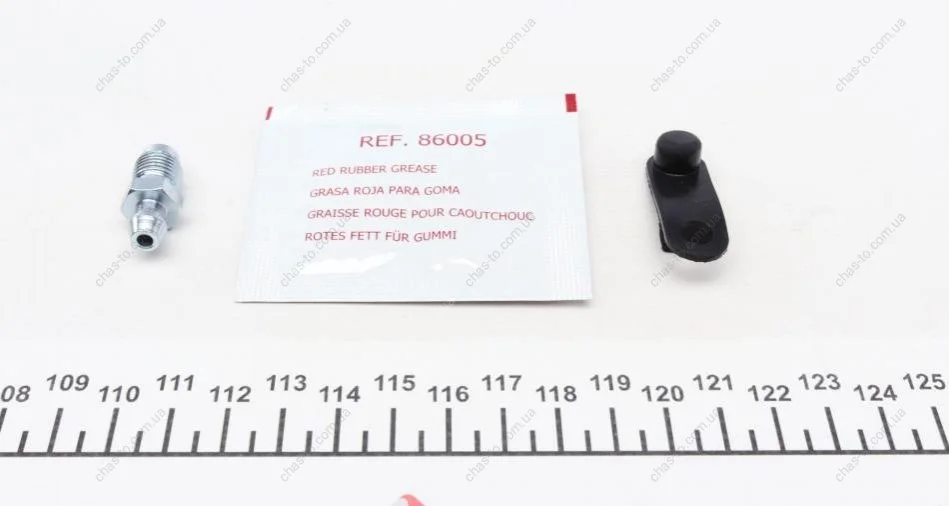 REF. 86005
RED RUBBER GREASE
GRASA ROJA PARA GOMA
GRAISSE ROUGE POUR CAOUTCHOUC
ROTES FETT FÜR GUMMI
08 109 110 111 112 113 114 115 116 117 118 119 120 121 122 123 124 125
chas-to.com.ua